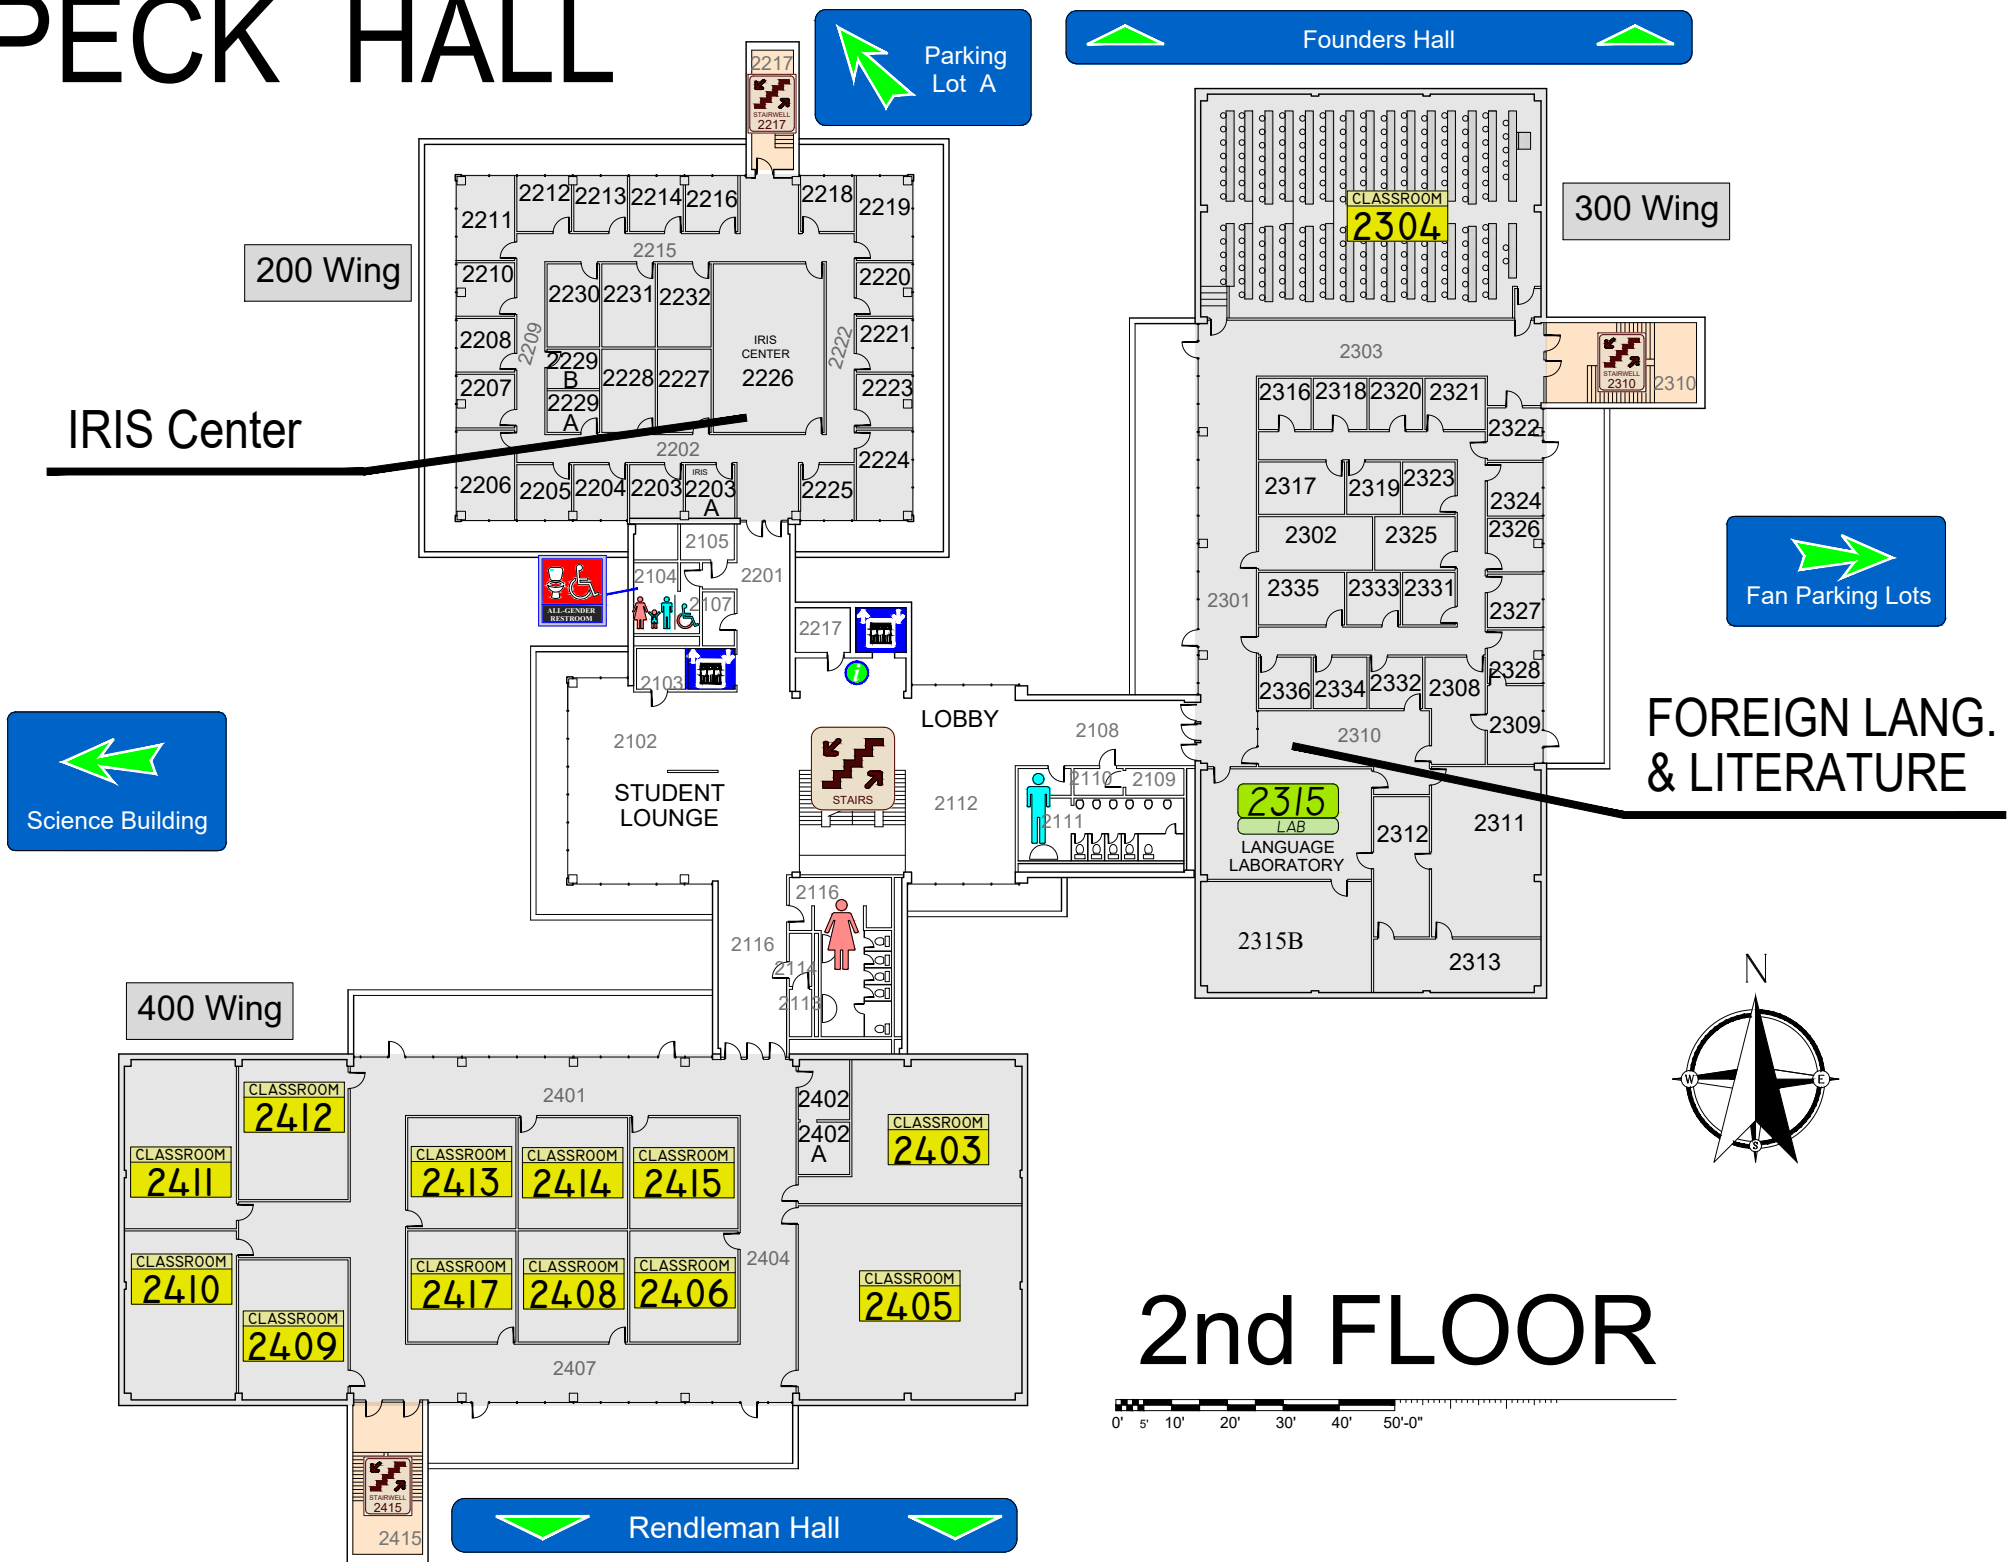 PECK HALL
Parking
Lot A
Founders Hall
200 Wing
300 Wing
400 Wing
IRIS Center
FOREIGN LANG.
& LITERATURE
Science Building
Fan Parking Lots
Rendleman Hall
2217
STAIRWELL
2217
2211
2212
2213
2214
2216
2218
2219
2215
2210
2230
2231
2232
2220
2208
2209
2229
B
2228
2227
IRIS
CENTER
2226
2222
2221
2207
2229
A
2223
2202
2206
2205
2204
2203
IRIS
2203
A
2225
2224
2105
2104
2201
2107
ALL-GENDER
RESTROOM
2217
i
2103
2102
STUDENT
LOUNGE
LOBBY
STAIRS
2108
2112
2110
2109
2111
2116
2116
2114
2113
CLASSROOM
2304
2303
STAIRWELL
2310
2310
2316
2318
2320
2321
2322
2317
2319
2323
2324
2302
2325
2326
2301
2335
2333
2331
2327
2336
2334
2332
2308
2328
2309
2310
2315
LAB
LANGUAGE
LABORATORY
2312
2311
2315B
2313
2401
2402
2402
A
CLASSROOM
2403
CLASSROOM
2412
CLASSROOM
2411
CLASSROOM
2413
CLASSROOM
2414
CLASSROOM
2415
CLASSROOM
2410
CLASSROOM
2409
CLASSROOM
2417
CLASSROOM
2408
CLASSROOM
2406
2404
CLASSROOM
2405
2407
STAIRWELL
2415
2415
N
W
E
S
2nd FLOOR
0' 5' 10' 20' 30' 40' 50'-0"